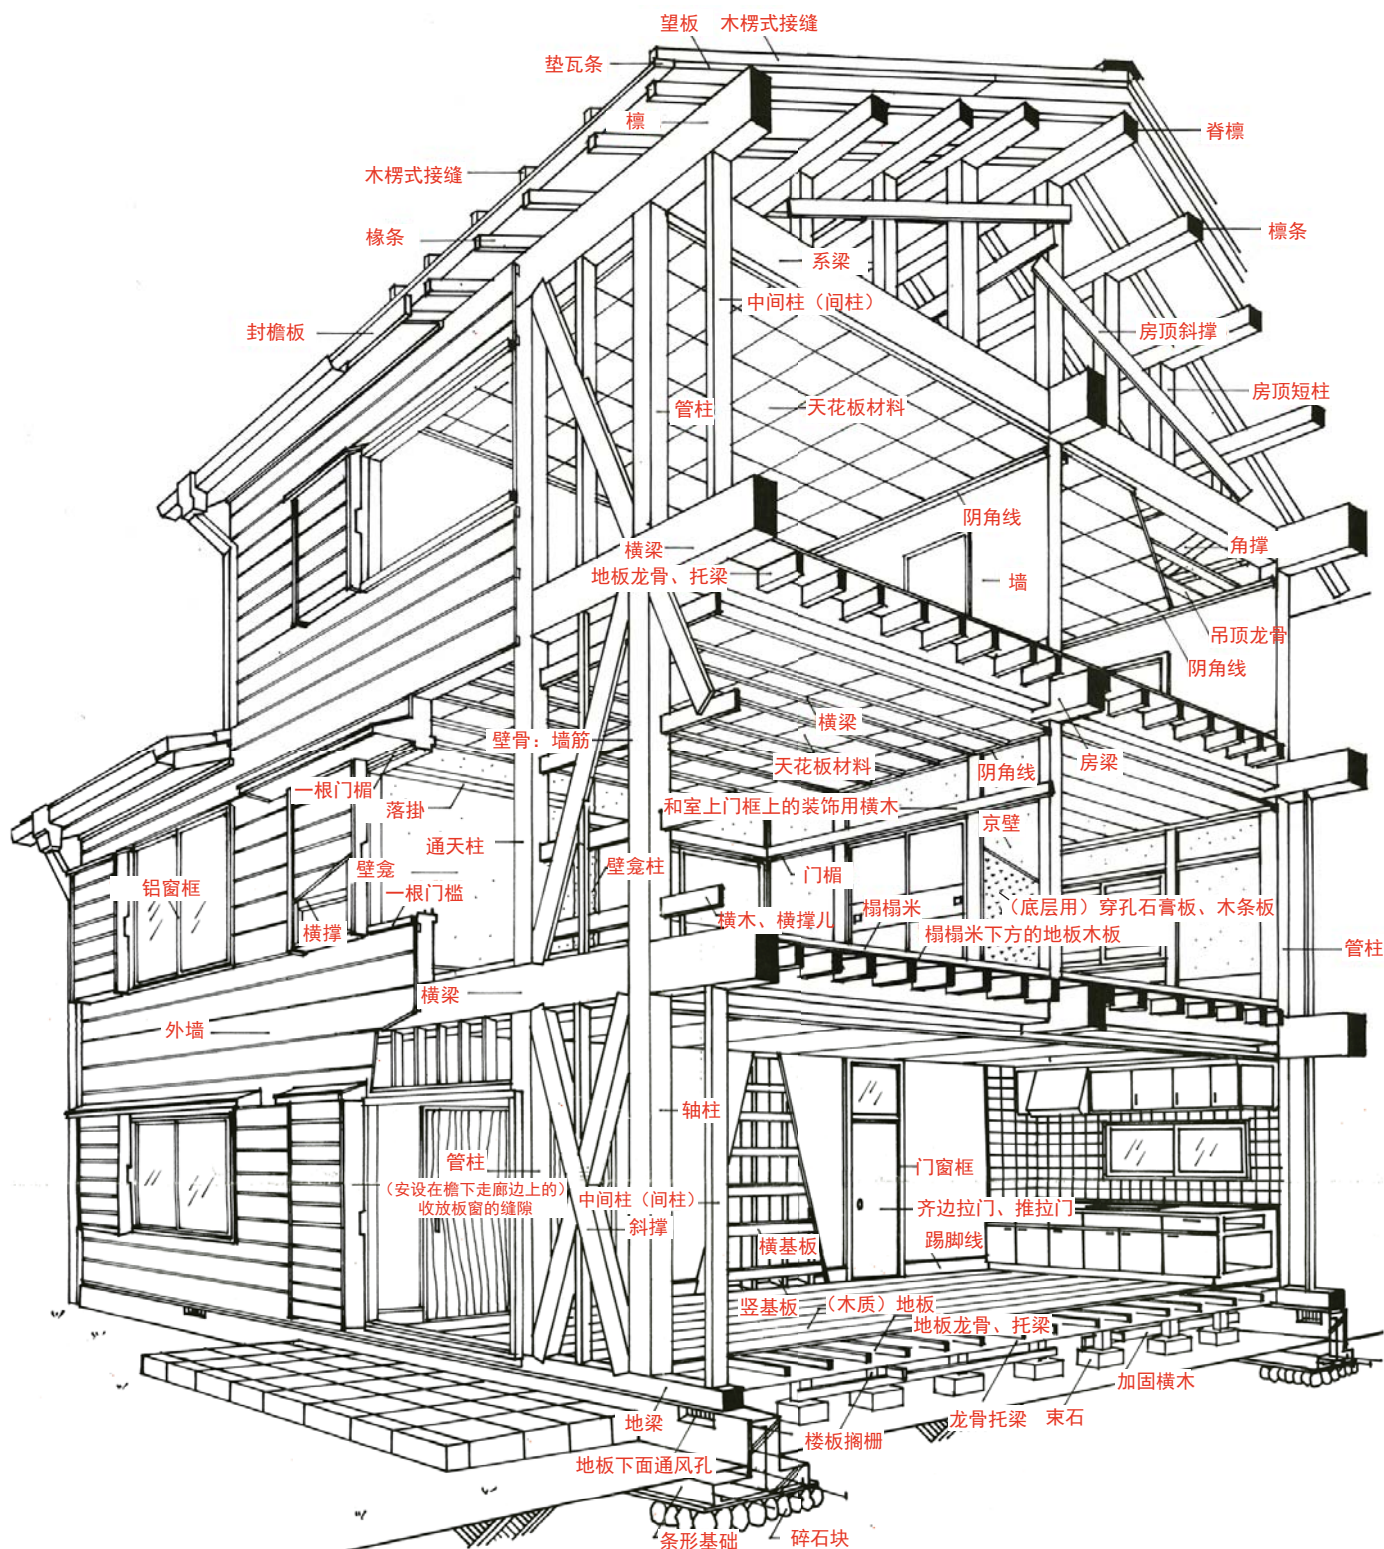 望板
木楞式接缝
垫瓦条
檩
脊檩
木楞式接缝
椽条
檩条
系梁
中间柱（间柱）
封檐板
房顶斜撑
房顶短柱
管柱
天花板材料
阴角线
横梁
角撑
地板龙骨、托梁
墙
吊顶龙骨
阴角线
横梁
壁骨：墙筋
房梁
天花板材料
阴角线
一根门楣
和室上门框上的装饰用横木
落掛
京壁
通天柱
壁龛
壁龛柱
门楣
铝窗框
一根门槛
横木、横撑儿
榻榻米
（底层用）穿孔石膏板、木条板
横撑
榻榻米下方的地板木板
管柱
横梁
外墙
轴柱
管柱
门窗框
（安设在檐下走廊边上的）
收放板窗的缝隙
中间柱（间柱）
齐边拉门、推拉门
斜撑
踢脚线
横基板
竖基板
（木质）地板
地板龙骨、托梁
加固横木
地梁
龙骨托梁
束石
楼板搁栅
地板下面通风孔
条形基础
碎石块